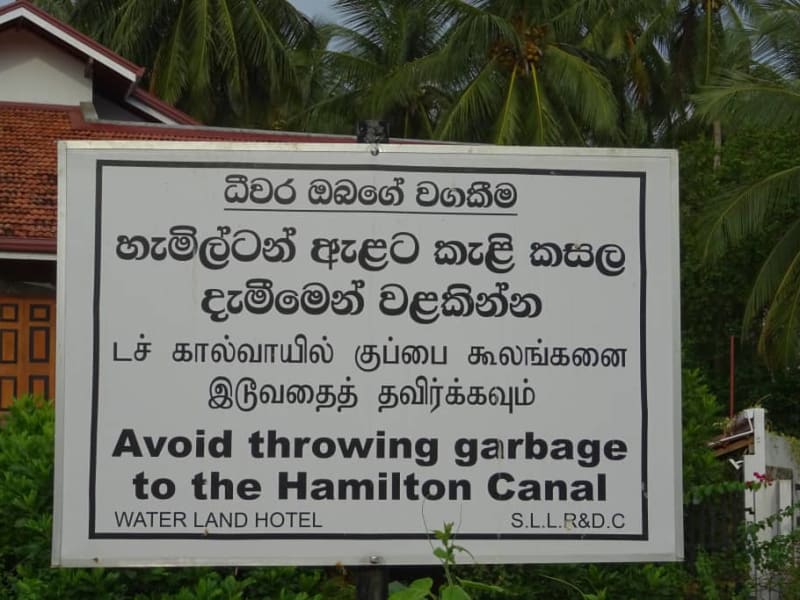 ධීවර ඔබගේ වගකීම
හැමිල්ටන් ඇළට කැළි කසල
දැමීමෙන් වළකින්න
டச் கால்வாயில் குப்பை கூலங்கனை
இடுவதைத் தவிர்க்கவும்
Avoid throwing garbage
to the Hamilton Canal
WATER LAND HOTEL S.L.L.R&D.C